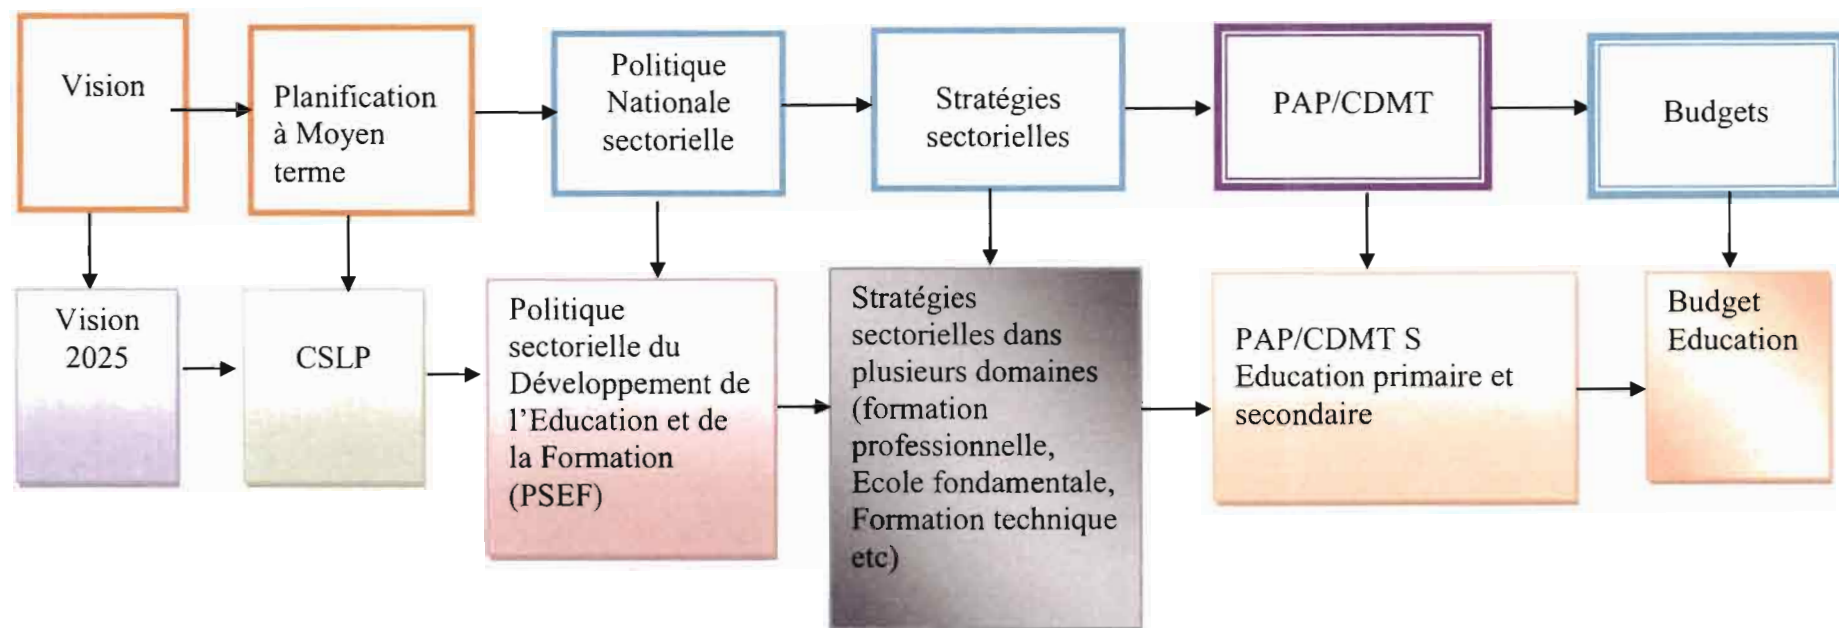 Vision
Planification
à Moyen
terme
Politique
Nationale
sectorielle
Stratégies
sectorielles
PAP/CDMT
Budgets
Vision
2025
CSLP
Politique
sectorielle du
Développement de
l’Education et de
la Formation
(PSEF)
Stratégies
sectorielles dans
plusieurs domaines
(formation
professionnelle,
Ecole fondamentale,
Formation technique
etc)
PAP/CDMT S
Education primaire et
secondaire
Budget
Education